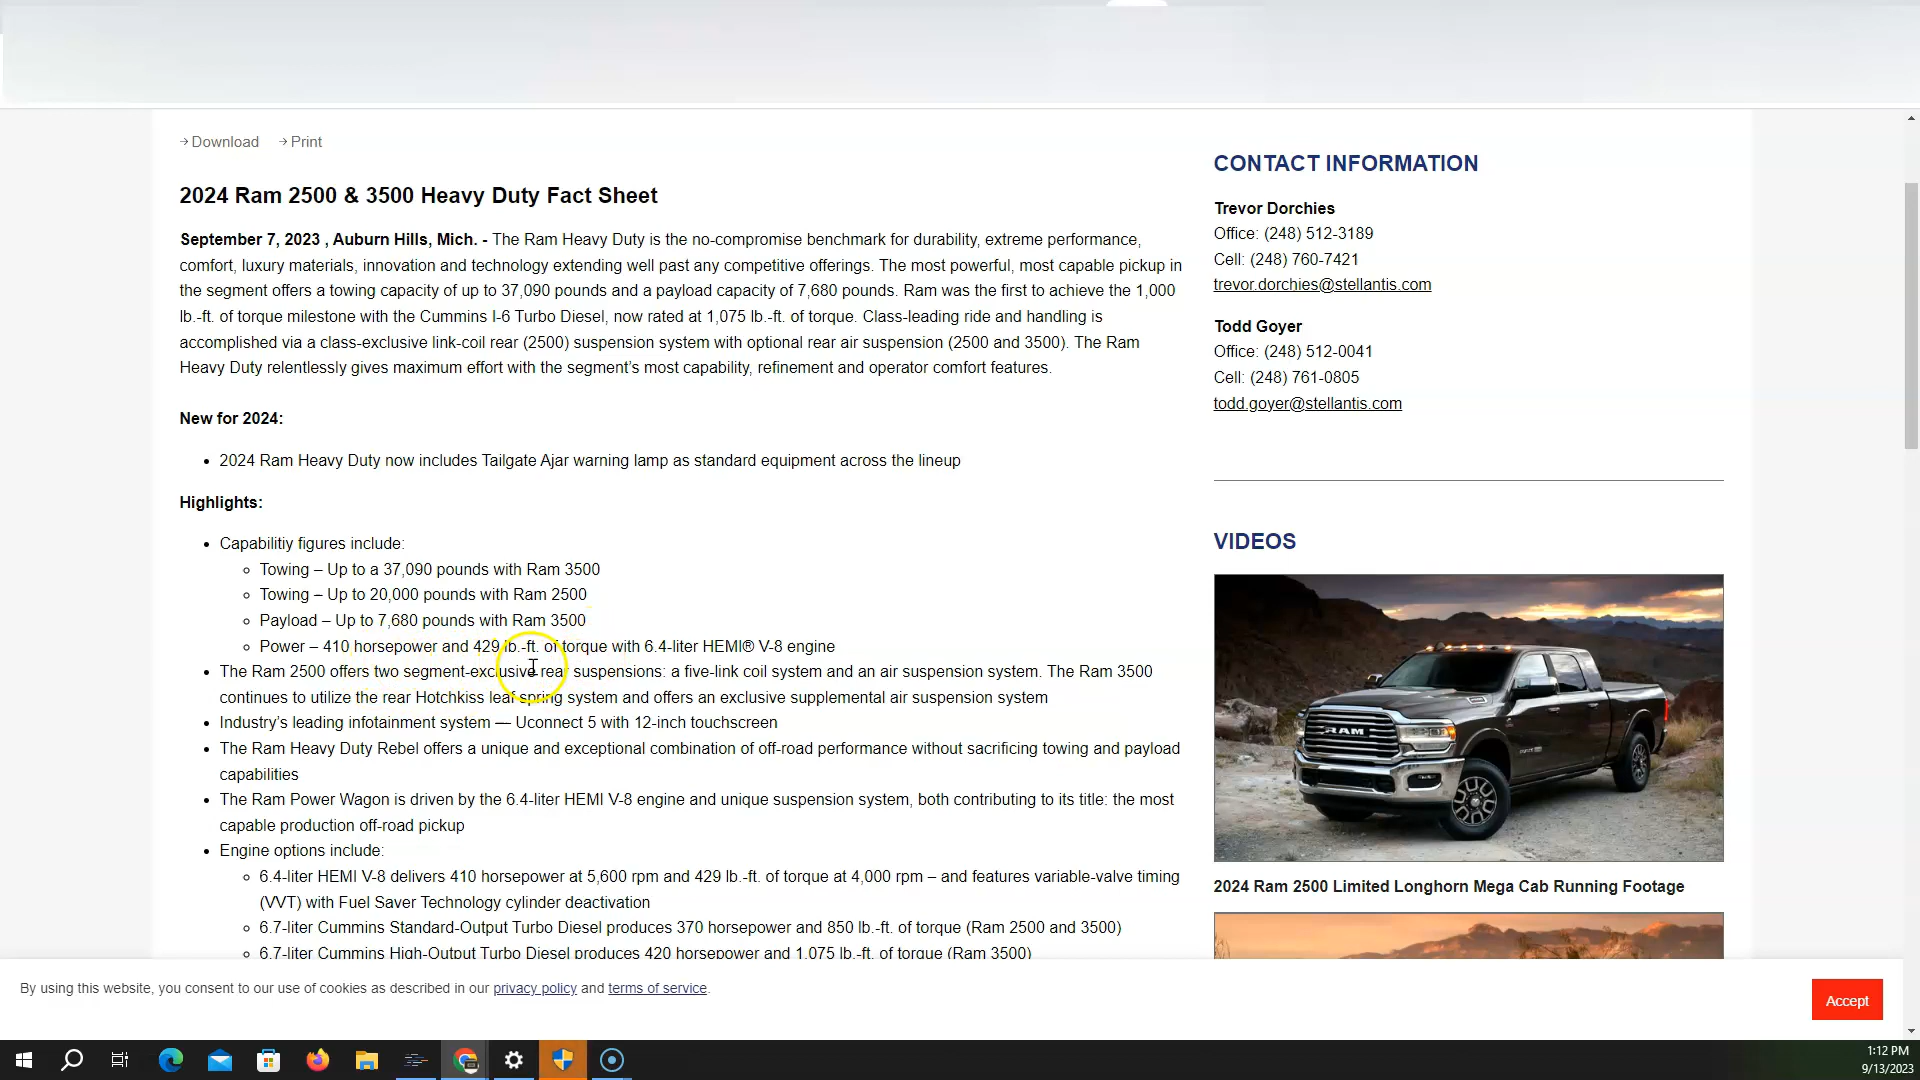 → Download → Print
2024 Ram 2500 & 3500 Heavy Duty Fact Sheet
September 7, 2023 , Auburn Hills, Mich. - The Ram Heavy Duty is the no-compromise benchmark for durability, extreme performance,
comfort, luxury materials, innovation and technology extending well past any competitive offerings. The most powerful, most capable pickup in
the segment offers a towing capacity of up to 37,090 pounds and a payload capacity of 7,680 pounds. Ram was the first to achieve the 1,000
lb.-ft. of torque milestone with the Cummins I-6 Turbo Diesel, now rated at 1,075 lb.-ft. of torque. Class-leading ride and handling is
accomplished via a class-exclusive link-coil rear (2500) suspension system with optional rear air suspension (2500 and 3500). The Ram
Heavy Duty relentlessly gives maximum effort with the segment's most capability, refinement and operator comfort features.
New for 2024:
• 2024 Ram Heavy Duty now includes Tailgate Ajar warning lamp as standard equipment across the lineup
Highlights:
• Capabilitiy figures include:
◦ Towing – Up to a 37,090 pounds with Ram 3500
◦ Towing – Up to 20,000 pounds with Ram 2500
◦ Payload – Up to 7,680 pounds with Ram 3500
◦ Power – 410 horsepower and 429 lb.-ft. of torque with 6.4-liter HEMI® V-8 engine
• The Ram 2500 offers two segment-exclusive rear suspensions: a five-link coil system and an air suspension system. The Ram 3500
continues to utilize the rear Hotchkiss leaf spring system and offers an exclusive supplemental air suspension system
• Industry's leading infotainment system — Uconnect 5 with 12-inch touchscreen
• The Ram Heavy Duty Rebel offers a unique and exceptional combination of off-road performance without sacrificing towing and payload
capabilities
• The Ram Power Wagon is driven by the 6.4-liter HEMI V-8 engine and unique suspension system, both contributing to its title: the most
capable production off-road pickup
• Engine options include:
◦ 6.4-liter HEMI V-8 delivers 410 horsepower at 5,600 rpm and 429 lb.-ft. of torque at 4,000 rpm – and features variable-valve timing
(VVT) with Fuel Saver Technology cylinder deactivation
◦ 6.7-liter Cummins Standard-Output Turbo Diesel produces 370 horsepower and 850 lb.-ft. of torque (Ram 2500 and 3500)
◦ 6.7-liter Cummins High-Output Turbo Diesel produces 420 horsepower and 1,075 lb.-ft. of torque (Ram 3500)
CONTACT INFORMATION
Trevor Dorchies
Office: (248) 512-3189
Cell: (248) 760-7421
trevor.dorchies@stellantis.com
Todd Goyer
Office: (248) 512-0041
Cell: (248) 761-0805
todd.goyer@stellantis.com
VIDEOS
RAM
2024 Ram 2500 Limited Longhorn Mega Cab Running Footage
By using this website, you consent to our use of cookies as described in our privacy policy and terms of service.
Accept
1:12 PM
9/13/2023